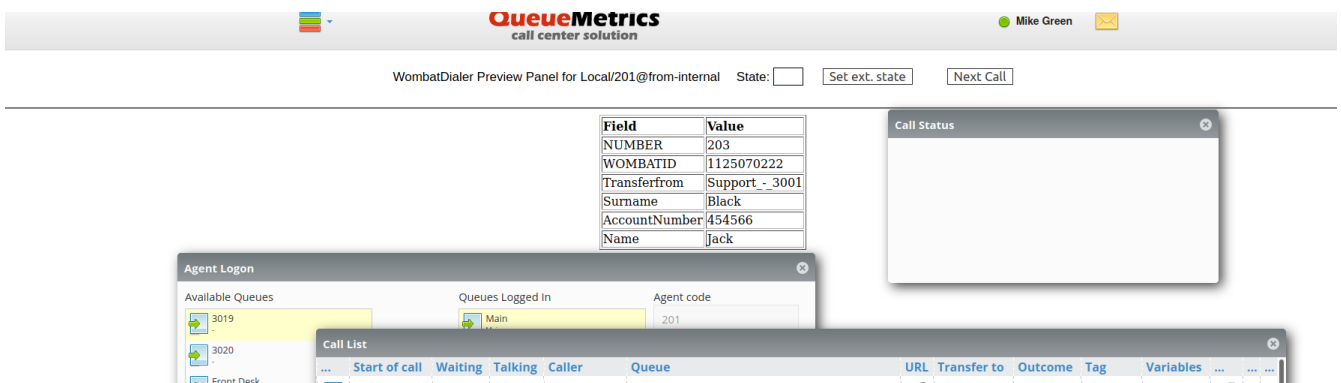 QueueMetrics
call center solution
Mike Green
WombatDialer Preview Panel for Local/201@from-internal State: Set ext. state Next Call
Field Value
NUMBER 203
WOMBATID 1125070222
Transferfrom Support_-_3001
Surname Black
AccountNumber 454566
Name Jack
Call Status
Agent Logon
Available Queues Queues Logged In Agent code
3019
-
Main
201
3020
-
Front Desk
Call List
... Start of call Waiting Talking Caller Queue URL Transfer to Outcome Tag Variables ... ... ...